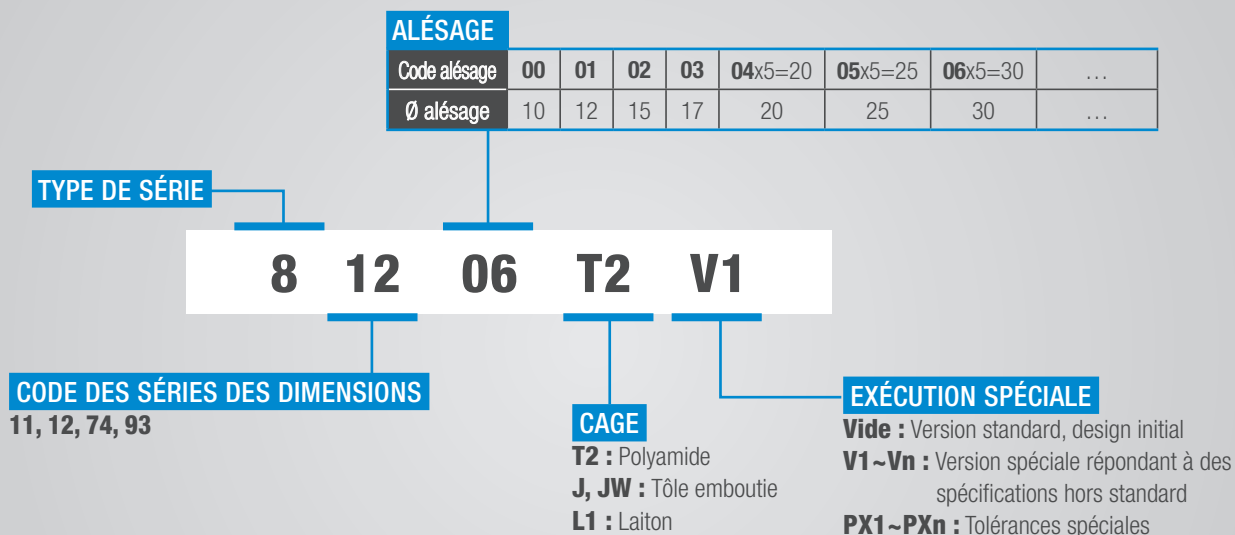 ALÉSAGE
Code alésage 00 01 02 03 04x5=20 05x5=25 06x5=30 ...
Ø alésage 10 12 15 17 20 25 30 ...
TYPE DE SÉRIE
8 12 06 T2 V1
CODE DES SÉRIES DES DIMENSIONS
11, 12, 74, 93
CAGE
T2 : Polyamide
J, JW : Tôle emboutie
L1 : Laiton
EXÉCUTION SPÉCIALE
Vide : Version standard, design initial
V1~Vn : Version spéciale répondant à des
spécifications hors standard
PX1~PXn : Tolérances spéciales